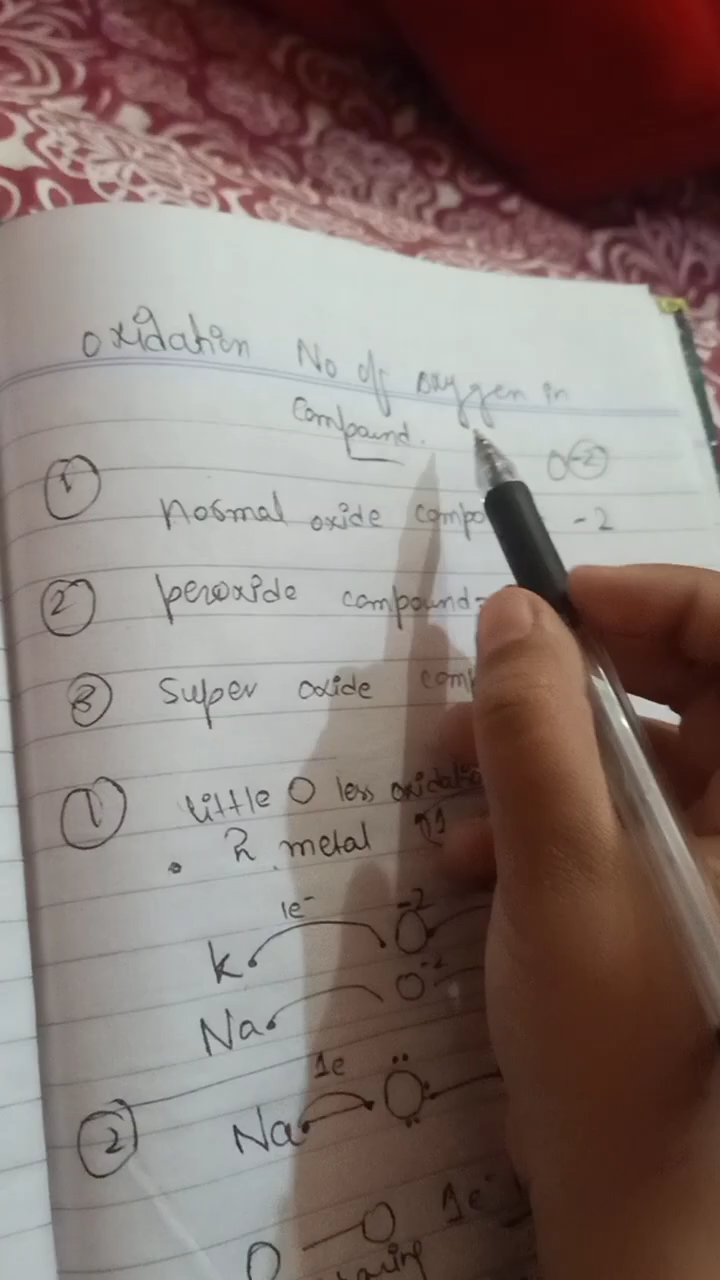 Oxidation No of oxygen in
Compound.
O -2
① normal oxide compo -2
② peroxide compound=
③ Super oxide comp
① little O less oxidatio
metal
1e⁻ -2
K O
-2
Na O
1e
② Na O
O — O 1e⁻